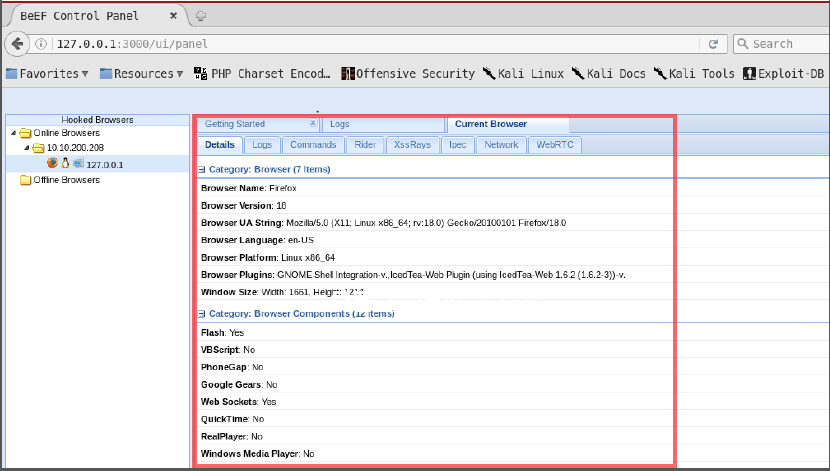 BeEF Control Panel
127.0.0.1:3000/ui/panel
Search
Favorites
Resources
PHP Charset Encod…
Offensive Security
Kali Linux
Kali Docs
Kali Tools
Exploit-DB
Hooked Browsers
Online Browsers
10.10.200.208
127.0.0.1
Offline Browsers
Getting Started
Logs
Current Browser
Details
Logs
Commands
Rider
XssRays
Ipec
Network
WebRTC
Category: Browser (7 Items)
Browser Name: Firefox
Browser Version: 18
Browser UA String: Mozilla/5.0 (X11; Linux x86_64; rv:18.0) Gecko/20100101 Firefox/18.0
Browser Language: en-US
Browser Platform: Linux x86_64
Browser Plugins: GNOME Shell Integration-v.,IcedTea-Web Plugin (using IcedTea-Web 1.6.2 (1.6.2-3))-v.
Window Size: Width: 1661, Height:
Category: Browser Components (12 Items)
Flash: Yes
VBScript: No
PhoneGap: No
Google Gears: No
Web Sockets: Yes
QuickTime: No
RealPlayer: No
Windows Media Player: No